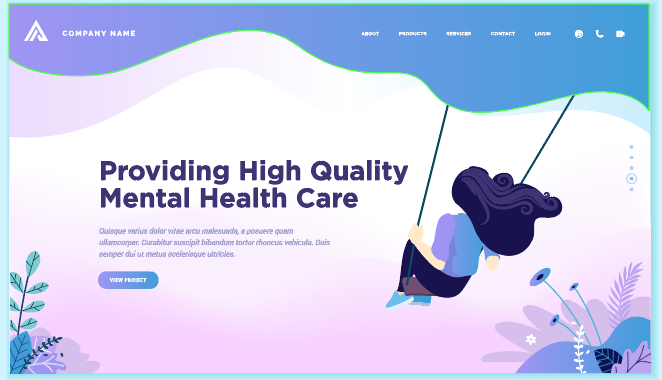 COMPANY NAME
ABOUT PRODUCTS SERVICES CONTACT LOGIN
Providing High Quality
Mental Health Care
Quisque varius dolor vitae arcu malesuada, a posuere quam
ullamcorper. Curabitur suscipit bibendum tortor rhoncus vehicula. Duis
semper dui ut metus scelerisque ultricies.
VIEW PROJECT